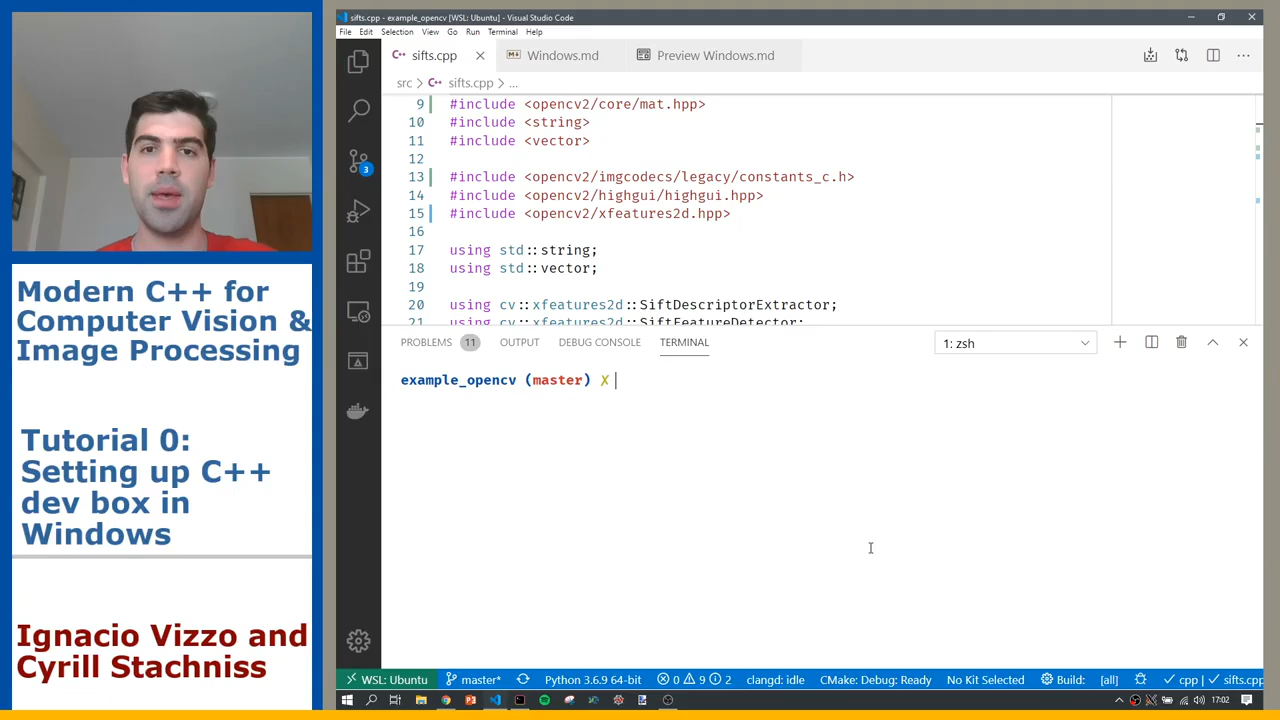 sifts.cpp - example_opencv [WSL: Ubuntu] - Visual Studio Code
File Edit Selection View Go Run Terminal Help
sifts.cpp
Windows.md
Preview Windows.md
src > sifts.cpp > ...
9 #include <opencv2/core/mat.hpp>
10 #include <string>
11 #include <vector>
12
13 #include <opencv2/imgcodecs/legacy/constants_c.h>
14 #include <opencv2/highgui/highgui.hpp>
15 #include <opencv2/xfeatures2d.hpp>
16
17 using std::string;
18 using std::vector;
19
20 using cv::xfeatures2d::SiftDescriptorExtractor;
21 using cv::xfeatures2d::SiftFeatureDetector;
3
PROBLEMS 11 OUTPUT DEBUG CONSOLE TERMINAL 1: zsh
example_opencv (master) X
Modern C++ for
Computer Vision &
Image Processing
Tutorial 0:
Setting up C++
dev box in
Windows
Ignacio Vizzo and
Cyrill Stachniss
WSL: Ubuntu master* Python 3.6.9 64-bit 0 9 2 clangd: idle CMake: Debug: Ready No Kit Selected Build: [all] cpp sifts.cpp
17:02